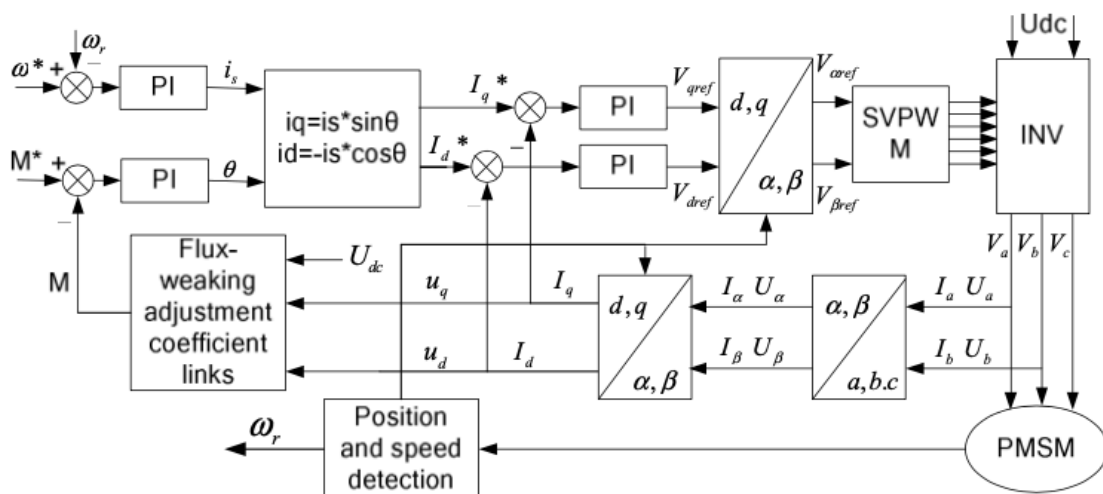 ω_r
Udc
ω* +
−
PI
i_s
I_q *
PI
V_qref
d,q
V_αref
SVPW
M
INV
iq=is*sinθ
id=-is*cosθ
−
M* +
PI
θ
I_d *
−
PI
V_dref
α,β
V_βref
−
V_a V_b V_c
Flux-
weaking
adjustment
coefficient
links
U_dc
M
u_q
I_q
d,q
I_α U_α
α,β
I_a U_a
u_d
I_d
α,β
I_β U_β
a,b.c
I_b U_b
ω_r
Position
and speed
detection
PMSM